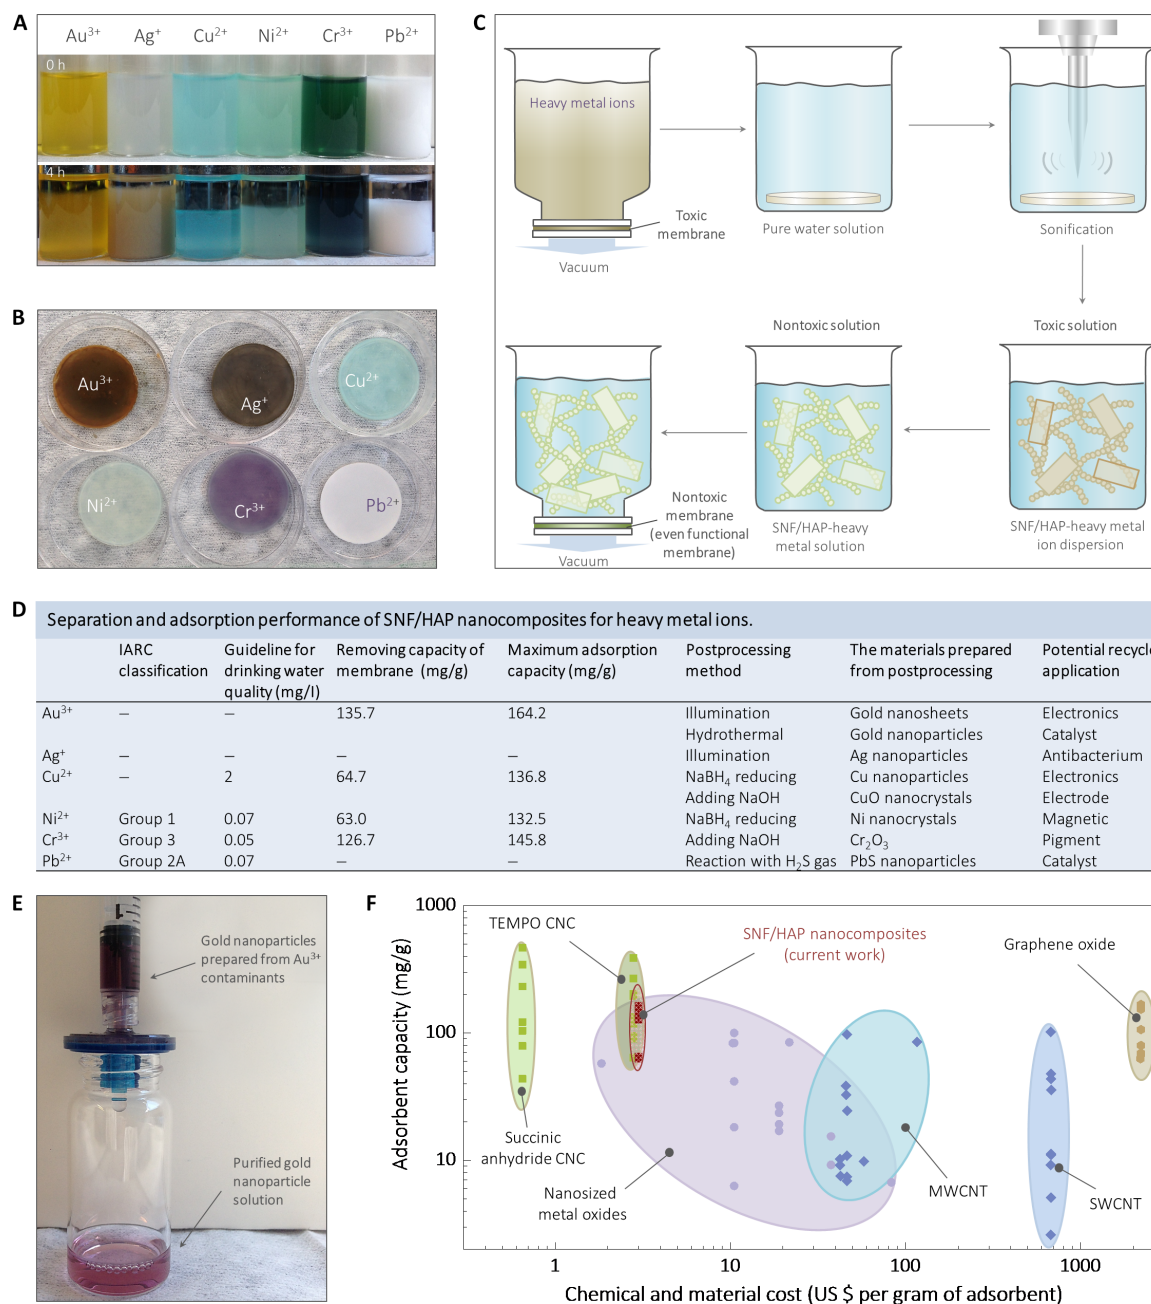 A
Au³⁺ Ag⁺ Cu²⁺ Ni²⁺ Cr³⁺ Pb²⁺
0 h
4 h
B
Au³⁺
Ag⁺
Cu²⁺
Ni²⁺
Cr³⁺
Pb²⁺
C
Heavy metal ions
Toxic
membrane
Vacuum
Pure water solution
Sonification
Nontoxic solution
Toxic solution
Nontoxic
membrane
(even functional
membrane)
Vacuum
SNF/HAP-heavy
metal solution
SNF/HAP-heavy metal
ion dispersion
D
Separation and adsorption performance of SNF/HAP nanocomposites for heavy metal ions.
IARC Guideline for Removing capacity of Maximum adsorption Postprocessing The materials prepared Potential recycle
classification drinking water membrane (mg/g) capacity (mg/g) method from postprocessing application
quality (mg/l)
Au³⁺ – – 135.7 164.2 Illumination Gold nanosheets Electronics
Hydrothermal Gold nanoparticles Catalyst
Ag⁺ – – – – Illumination Ag nanoparticles Antibacterium
Cu²⁺ – 2 64.7 136.8 NaBH₄ reducing Cu nanoparticles Electronics
Adding NaOH CuO nanocrystals Electrode
Ni²⁺ Group 1 0.07 63.0 132.5 NaBH₄ reducing Ni nanocrystals Magnetic
Cr³⁺ Group 3 0.05 126.7 145.8 Adding NaOH Cr₂O₃ Pigment
Pb²⁺ Group 2A 0.07 – – Reaction with H₂S gas PbS nanoparticles Catalyst
E
1
Gold nanoparticles
prepared from Au³⁺
contaminants
Purified gold
nanoparticle
solution
F
Adsorbent capacity (mg/g)
1000
100
10
TEMPO CNC
SNF/HAP nanocomposites
(current work)
Graphene oxide
Succinic
anhydride CNC
Nanosized
metal oxides
MWCNT
SWCNT
1 10 100 1000
Chemical and material cost (US $ per gram of adsorbent)